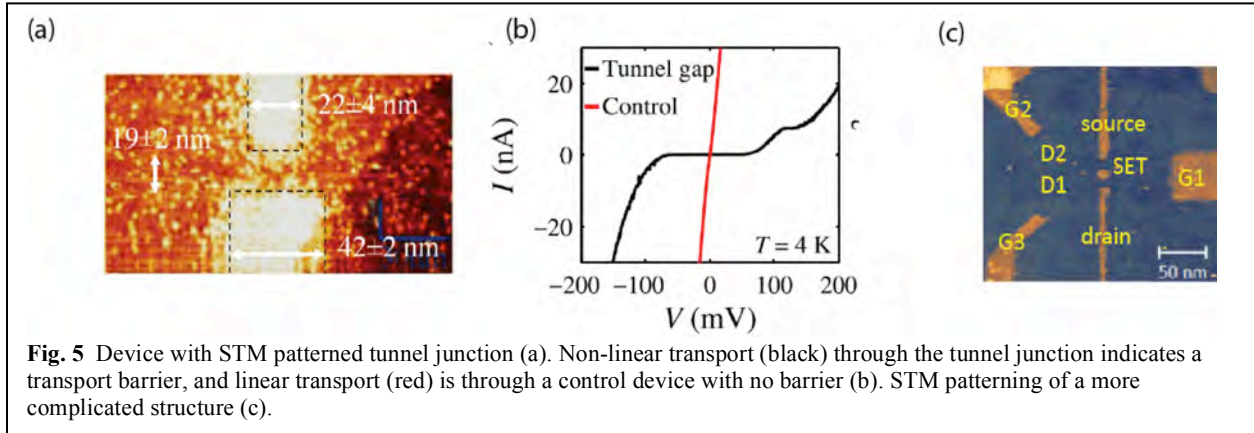 (a)
22±4 nm
19±2 nm
42±2 nm
(b)
I (nA)
20
0
−20
Tunnel gap
Control
T = 4 K
−200 −100 0 100 200
V (mV)
c
(c)
G2
source
D2
SET
D1
G1
G3
drain
50 nm
Fig. 5 Device with STM patterned tunnel junction (a). Non-linear transport (black) through the tunnel junction indicates a
transport barrier, and linear transport (red) is through a control device with no barrier (b). STM patterning of a more
complicated structure (c).